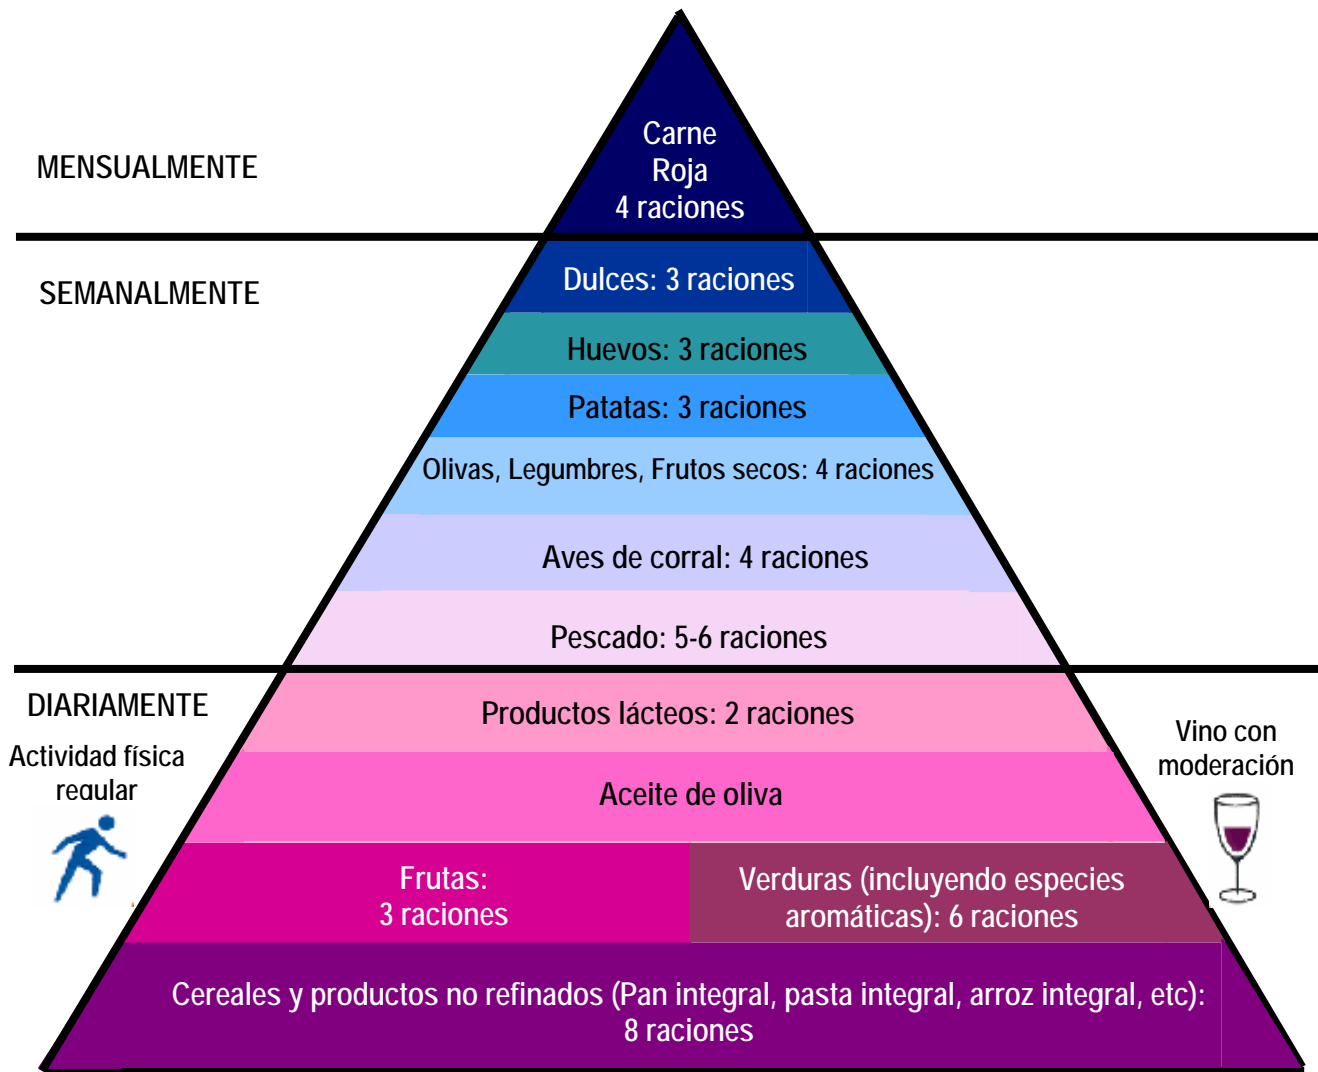 Carne
Roja
4 raciones
MENSUALMENTE
Dulces: 3 raciones
SEMANALMENTE
Huevos: 3 raciones
Patatas: 3 raciones
Olivas, Legumbres, Frutos secos: 4 raciones
Aves de corral: 4 raciones
Pescado: 5-6 raciones
DIARIAMENTE
Productos lácteos: 2 raciones
Actividad física
regular
Vino con
moderación
Aceite de oliva
Frutas:
3 raciones
Verduras (incluyendo especies
aromáticas): 6 raciones
Cereales y productos no refinados (Pan integral, pasta integral, arroz integral, etc):
8 raciones